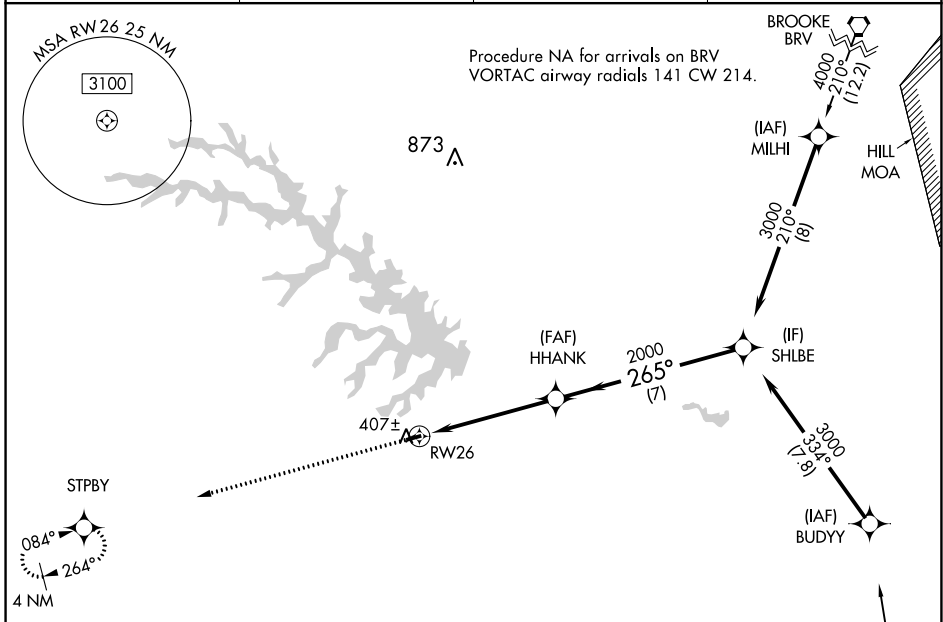 MSA RW26 25 NM
3100
Procedure NA for arrivals on BRV
VORTAC airway radials 141 CW 214.
BROOKE
BRV
4000
210°
(12.2)
873
(IAF)
MILHI
HILL
MOA
3000
210°
(8)
(FAF)
HHANK
2000
265°
(7)
(IF)
SHLBE
407±
RW26
3000
334°
(7.8)
STPBY
084°
264°
4 NM
(IAF)
BUDYY